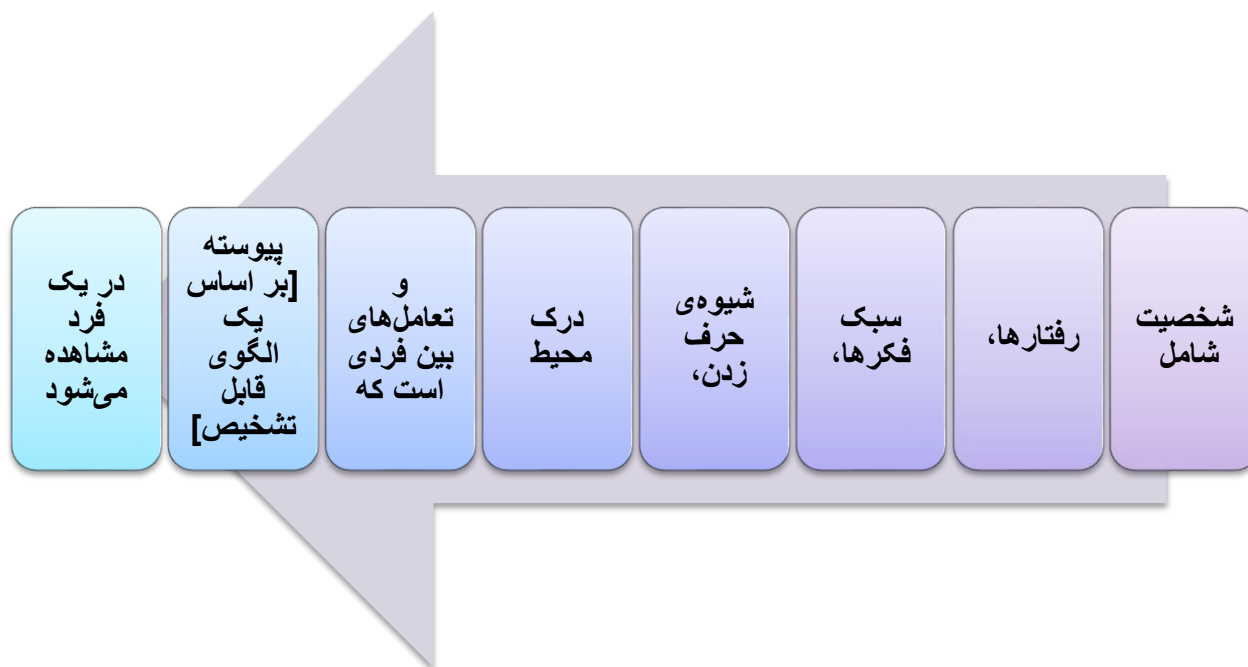 شخصیت
شامل
رفتارها،
سبک
فکرها،
شیوه‌ی
حرف
زدن،
درک
محیط
و
تعامل‌های
بین فردی
است که
پیوسته
[بر اساس
یک
الگوی
قابل
تشخیص]
در یک
فرد
مشاهده
می‌شود